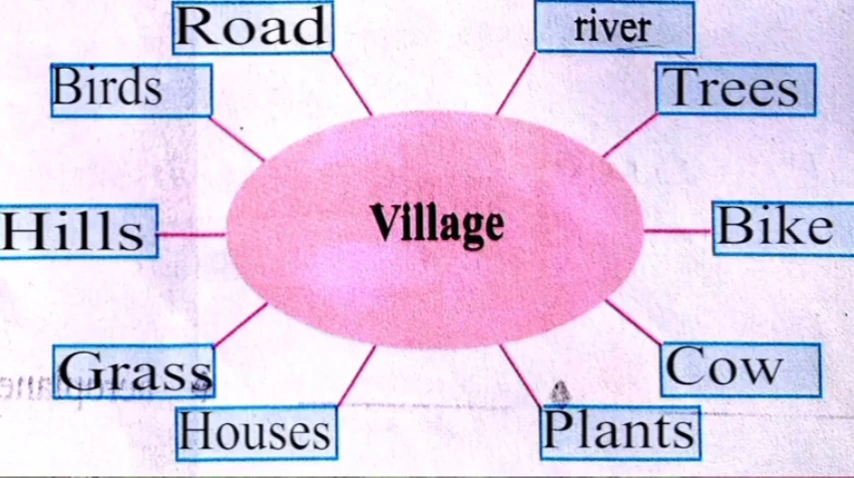 Road
river
Birds
Trees
Village
Hills
Bike
Grass
Cow
Houses
Plants